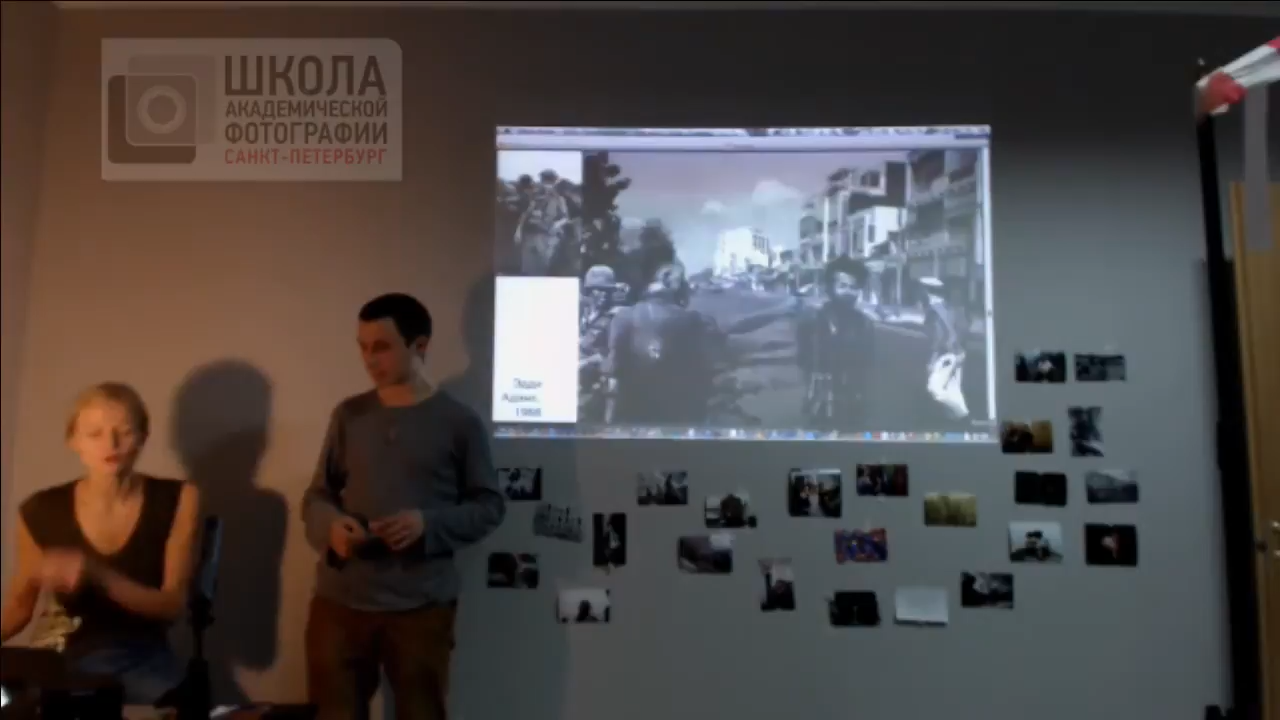 ШКОЛА
АКАДЕМИЧЕСКОЙ
ФОТОГРАФИИ
САНКТ-ПЕТЕРБУРГ
Эдди
Адамс,
1968